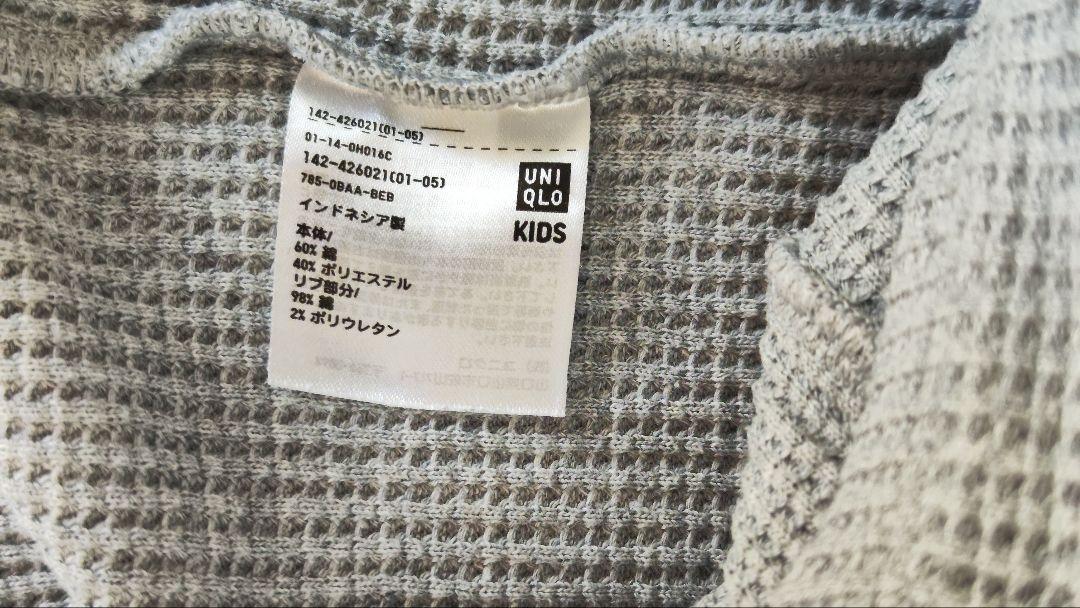 142-426021(01-05)
01-14-0H016C
142-426021(01-05)
785-0BAA-BEB
インドネシア製
本体/
60% 綿
40% ポリエステル
リブ部分/
98% 綿
2% ポリウレタン
UNI
QLO
KIDS